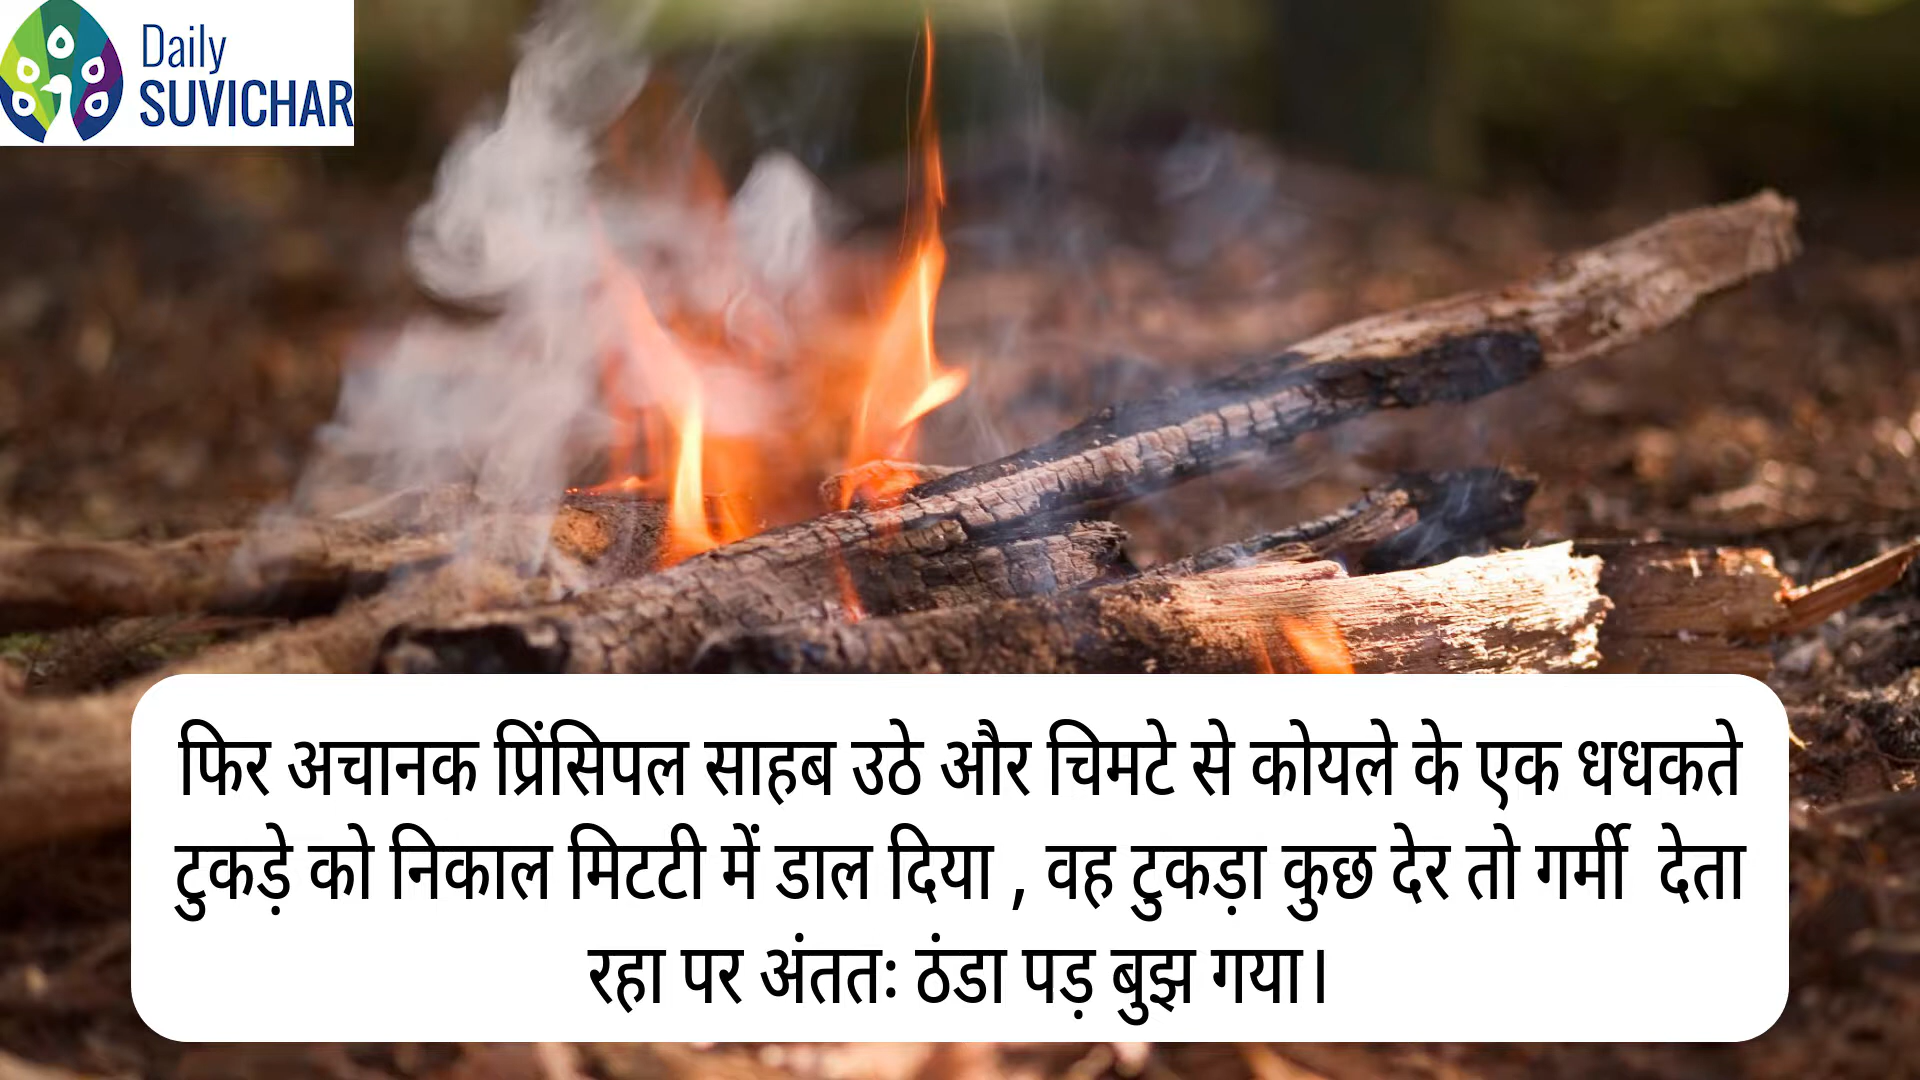 Daily
SUVICHAR
फिर अचानक प्रिंसिपल साहब उठे और चिमटे से कोयले के एक धधकते
टुकड़े को निकाल मिटटी में डाल दिया , वह टुकड़ा कुछ देर तो गर्मी  देता
रहा पर अंततः ठंडा पड़ बुझ गया।